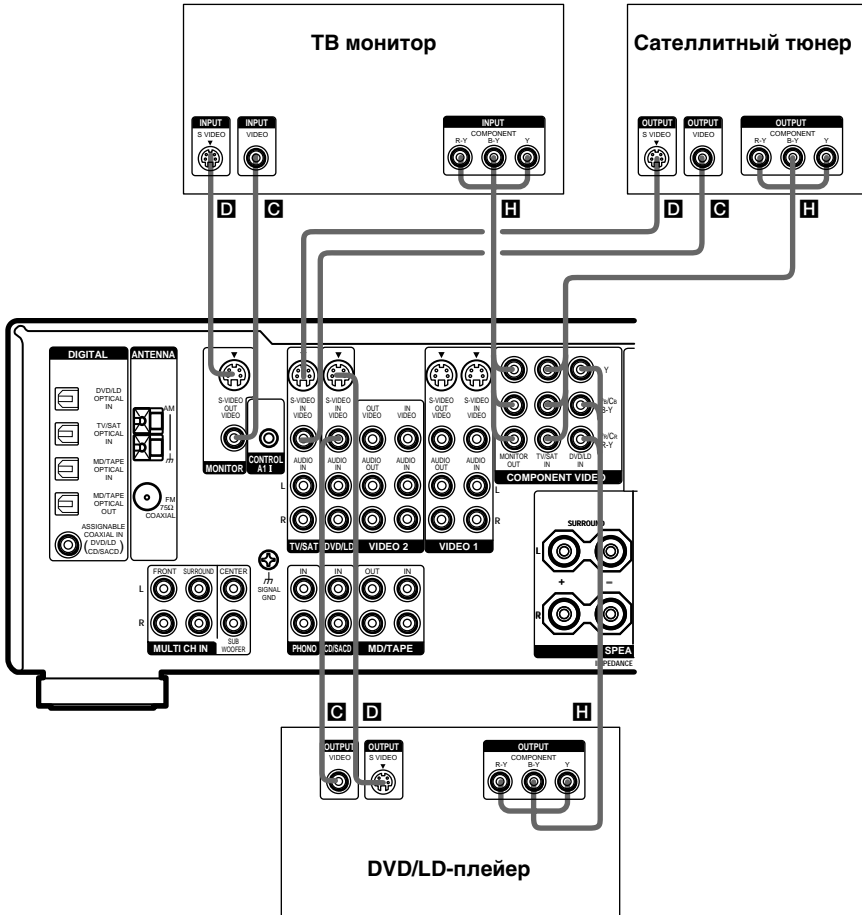 ТВ монитор
Сателлитный тюнер
INPUT INPUT INPUT
S VIDEO VIDEO COMPONENT
R-Y B-Y Y
OUTPUT OUTPUT OUTPUT
S VIDEO VIDEO COMPONENT
R-Y B-Y Y
D C H D C H
DIGITAL
DVD/LD
OPTICAL
IN
TV/SAT
OPTICAL
IN
MD/TAPE
OPTICAL
IN
MD/TAPE
OPTICAL
OUT
ASSIGNABLE
COAXIAL IN
(DVD/LD
CD/SACD)
ANTENNA
AM
FM
75Ω
COAXIAL
S-VIDEO
OUT
VIDEO
MONITOR
CONTROL
A1 I
S-VIDEO
IN
VIDEO
S-VIDEO
IN
VIDEO
OUT
VIDEO
IN
VIDEO
S-VIDEO
OUT
VIDEO
S-VIDEO
IN
VIDEO
AUDIO
IN
AUDIO
IN
AUDIO
OUT
AUDIO
IN
AUDIO
OUT
AUDIO
IN
L
R
L
R
TV/SAT DVD/LD VIDEO 2 VIDEO 1
Y
B-Y
R-Y
MONITOR
OUT
TV/SAT
IN
DVD/LD
IN
COMPONENT VIDEO
SURROUND
L
+ –
R
SPEA
IMPEDANCE
FRONT SURROUND CENTER
L
R
MULTI CH IN
SUB
WOOFER
SIGNAL
GND
IN IN OUT IN
PHONO CD/SACD MD/TAPE
C D H
OUTPUT OUTPUT OUTPUT
VIDEO S VIDEO COMPONENT
R-Y B-Y Y
DVD/LD-плейер